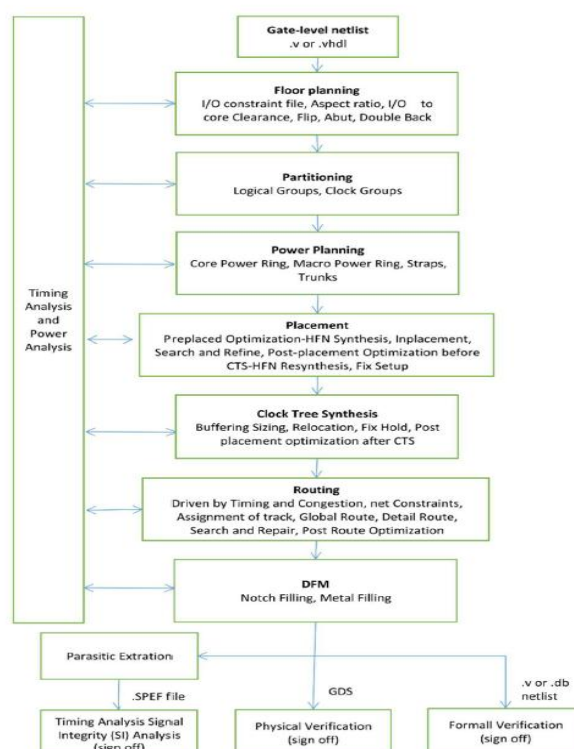 Gate-level netlist
.v or .vhdl
Floor planning
I/O constraint file, Aspect ratio, I/O to
core Clearance, Flip, Abut, Double Back
Partitioning
Logical Groups, Clock Groups
Power Planning
Core Power Ring, Macro Power Ring, Straps,
Trunks
Timing
Analysis
and
Power
Analysis
Placement
Preplaced Optimization-HFN Synthesis, Inplacement,
Search and Refine, Post-placement Optimization before
CTS-HFN Resynthesis, Fix Setup
Clock Tree Synthesis
Buffering Sizing, Relocation, Fix Hold, Post
placement optimization after CTS
Routing
Driven by Timing and Congestion, net Constraints,
Assignment of track, Global Route, Detail Route,
Search and Repair, Post Route Optimization
DFM
Notch Filling, Metal Filling
Parasitic Extration
.SPEF file
GDS
.v or .db
netlist
Timing Analysis Signal
Integrity (SI) Analysis
(sign off)
Physical Verification
(sign off)
Formall Verification
(sign off)